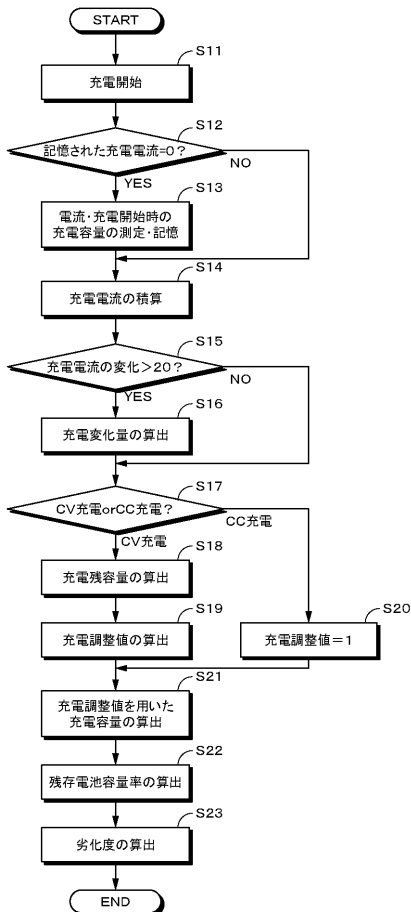 START
S11
充電開始
S12
記憶された充電電流=0?
NO
YES
S13
電流・充電開始時の
充電容量の測定・記憶
S14
充電電流の積算
S15
充電電流の変化>20?
NO
YES
S16
充電変化量の算出
S17
CV充電orCC充電?
CC充電
CV充電
S18
充電残容量の算出
S19
充電調整値の算出
S20
充電調整値=1
S21
充電調整値を用いた
充電容量の算出
S22
残存電池容量率の算出
S23
劣化度の算出
END